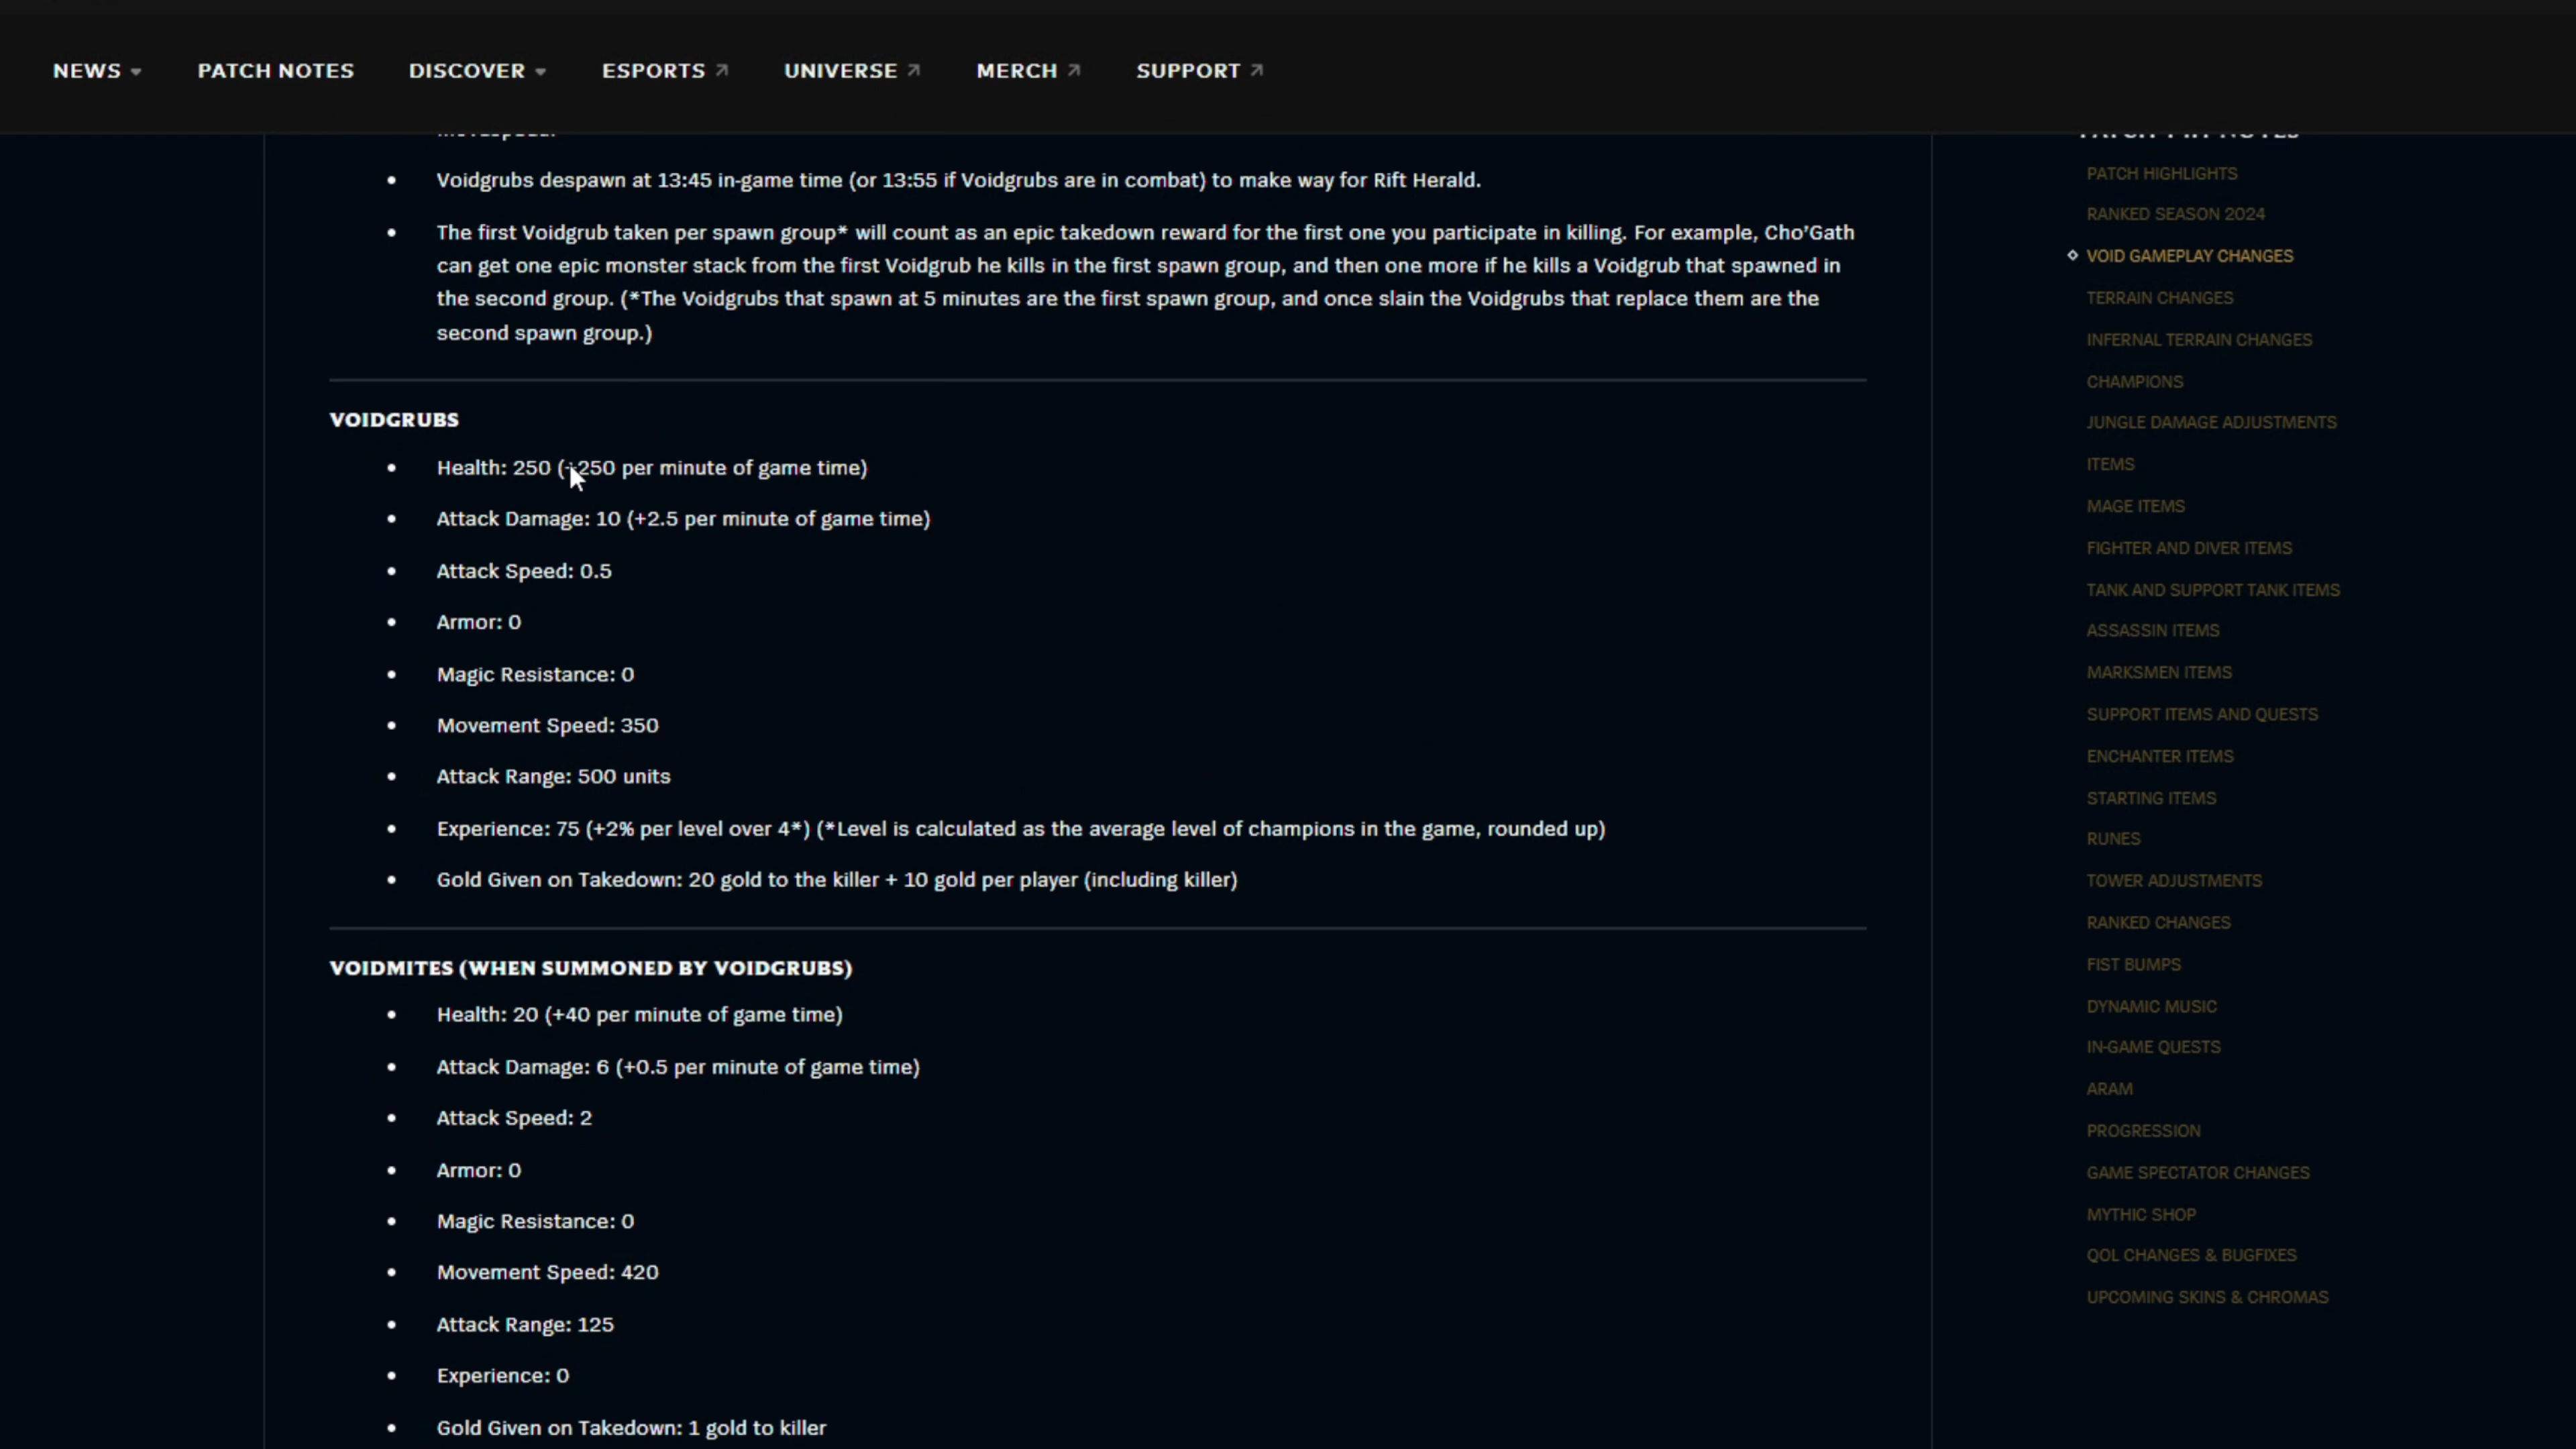 NEWS
PATCH NOTES
DISCOVER
ESPORTS
UNIVERSE
MERCH
SUPPORT
Voidgrubs despawn at 13:45 in-game time (or 13:55 if Voidgrubs are in combat) to make way for Rift Herald.
The first Voidgrub taken per spawn group* will count as an epic takedown reward for the first one you participate in killing. For example, Cho'Gath
can get one epic monster stack from the first Voidgrub he kills in the first spawn group, and then one more if he kills a Voidgrub that spawned in
the second group. (*The Voidgrubs that spawn at 5 minutes are the first spawn group, and once slain the Voidgrubs that replace them are the
second spawn group.)
VOIDGRUBS
Health: 250 (+250 per minute of game time)
Attack Damage: 10 (+2.5 per minute of game time)
Attack Speed: 0.5
Armor: 0
Magic Resistance: 0
Movement Speed: 350
Attack Range: 500 units
Experience: 75 (+2% per level over 4*) (*Level is calculated as the average level of champions in the game, rounded up)
Gold Given on Takedown: 20 gold to the killer + 10 gold per player (including killer)
VOIDMITES (WHEN SUMMONED BY VOIDGRUBS)
Health: 20 (+40 per minute of game time)
Attack Damage: 6 (+0.5 per minute of game time)
Attack Speed: 2
Armor: 0
Magic Resistance: 0
Movement Speed: 420
Attack Range: 125
Experience: 0
Gold Given on Takedown: 1 gold to killer
PATCH HIGHLIGHTS
RANKED SEASON 2024
VOID GAMEPLAY CHANGES
TERRAIN CHANGES
INFERNAL TERRAIN CHANGES
CHAMPIONS
JUNGLE DAMAGE ADJUSTMENTS
ITEMS
MAGE ITEMS
FIGHTER AND DIVER ITEMS
TANK AND SUPPORT TANK ITEMS
ASSASSIN ITEMS
MARKSMEN ITEMS
SUPPORT ITEMS AND QUESTS
ENCHANTER ITEMS
STARTING ITEMS
RUNES
TOWER ADJUSTMENTS
RANKED CHANGES
FIST BUMPS
DYNAMIC MUSIC
IN-GAME QUESTS
ARAM
PROGRESSION
GAME SPECTATOR CHANGES
MYTHIC SHOP
QOL CHANGES & BUGFIXES
UPCOMING SKINS & CHROMAS